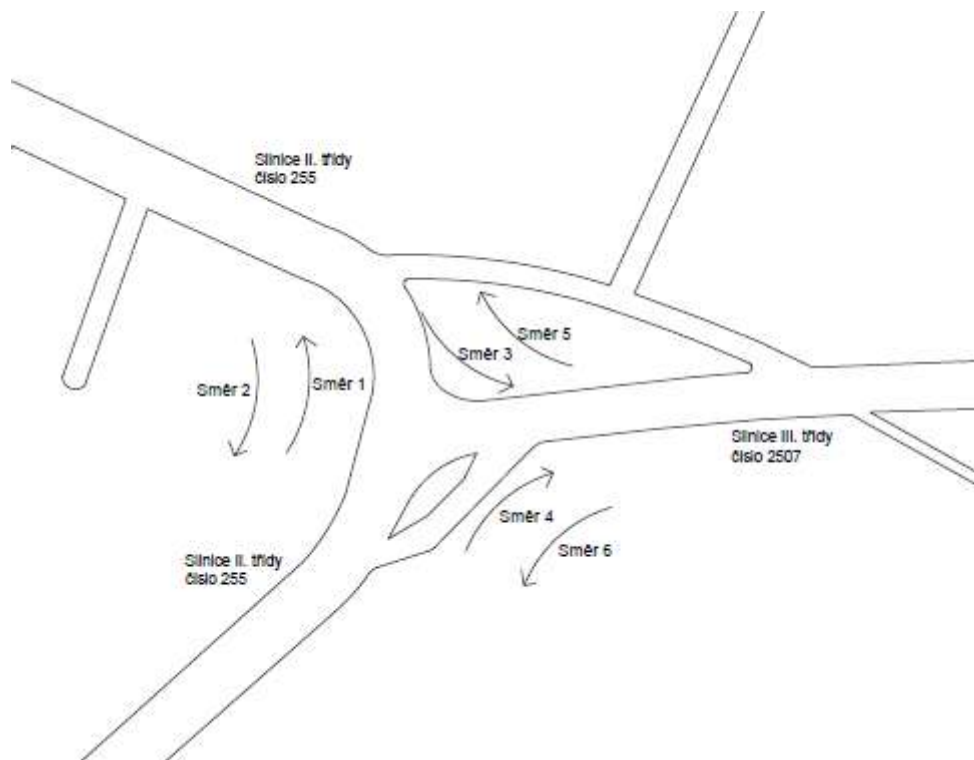 Silnice II. třídy
číslo 255
Směr 5
Směr 3
Směr 2
Směr 1
Silnice III. třídy
číslo 2507
Směr 4
Směr 6
Silnice II. třídy
číslo 255